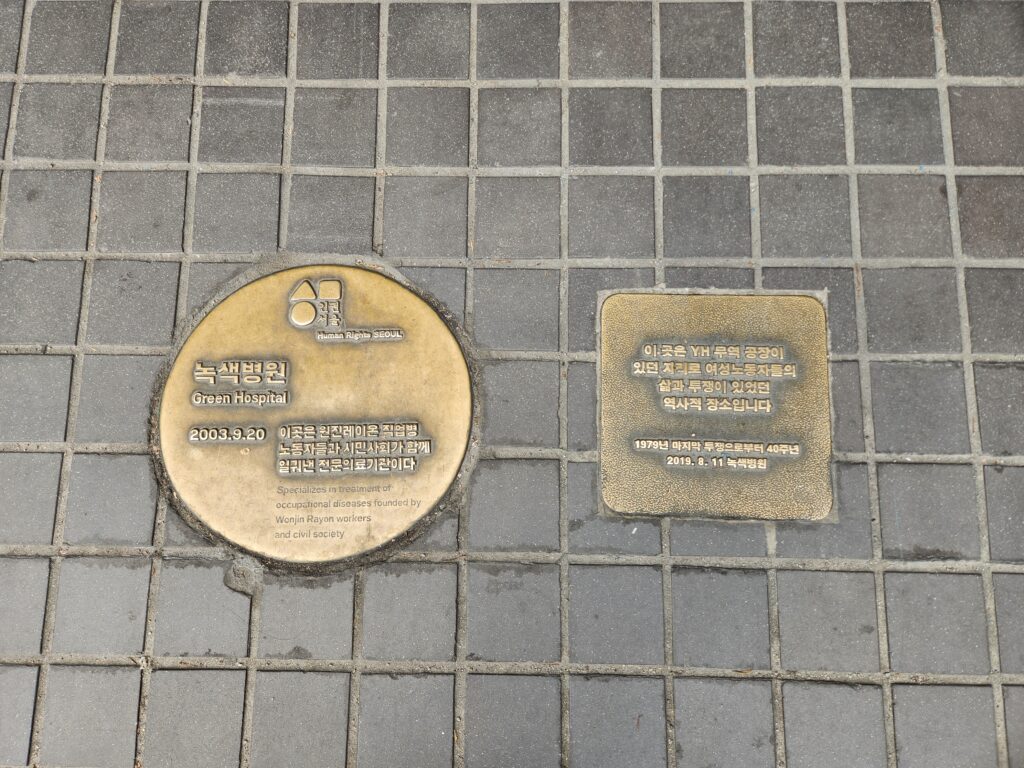 인권
서울
Human Rights SEOUL
녹색병원
Green Hospital
2003.9.20
이곳은 원진레이온 직업병
노동자들과 시민사회가 함께
일궈낸 전문의료기관이다
Specializes in treatment of
occupational diseases founded by
Wonjin Rayon workers
and civil society
이 곳은 YH 무역 공장이
있던 자리로 여성노동자들의
삶과 투쟁이 있었던
역사적 장소입니다
1979년 마지막 투쟁으로부터 40주년
2019. 8. 11 녹색병원